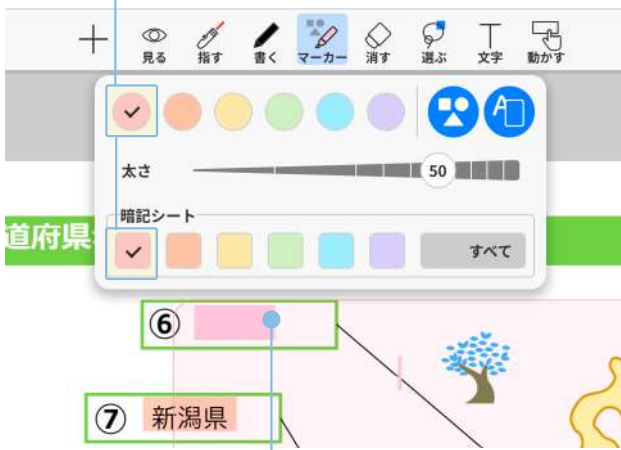 見る 指す 書く マーカー 消す 選ぶ 文字 動かす
A
太さ 50
暗記シート
すべて
道府県
⑥
⑦ 新潟県